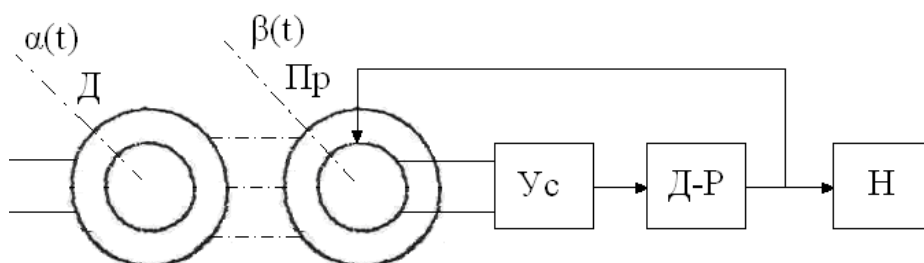 α(t)
β(t)
Д
Пр
Ус
Д-Р
Н